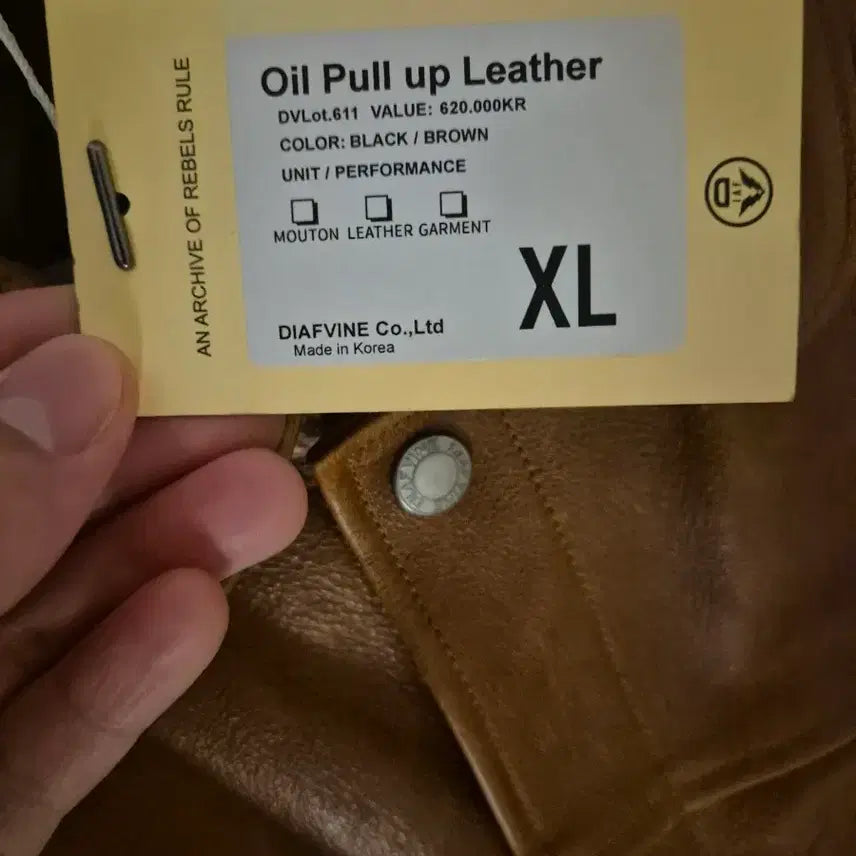 AN ARCHIVE OF REBELS RULE
Oil Pull up Leather
DVLot.611 VALUE: 620.000KR
COLOR: BLACK / BROWN
UNIT / PERFORMANCE
MOUTON LEATHER GARMENT
XL
DIAFVINE Co.,Ltd
Made in Korea
D
IAF